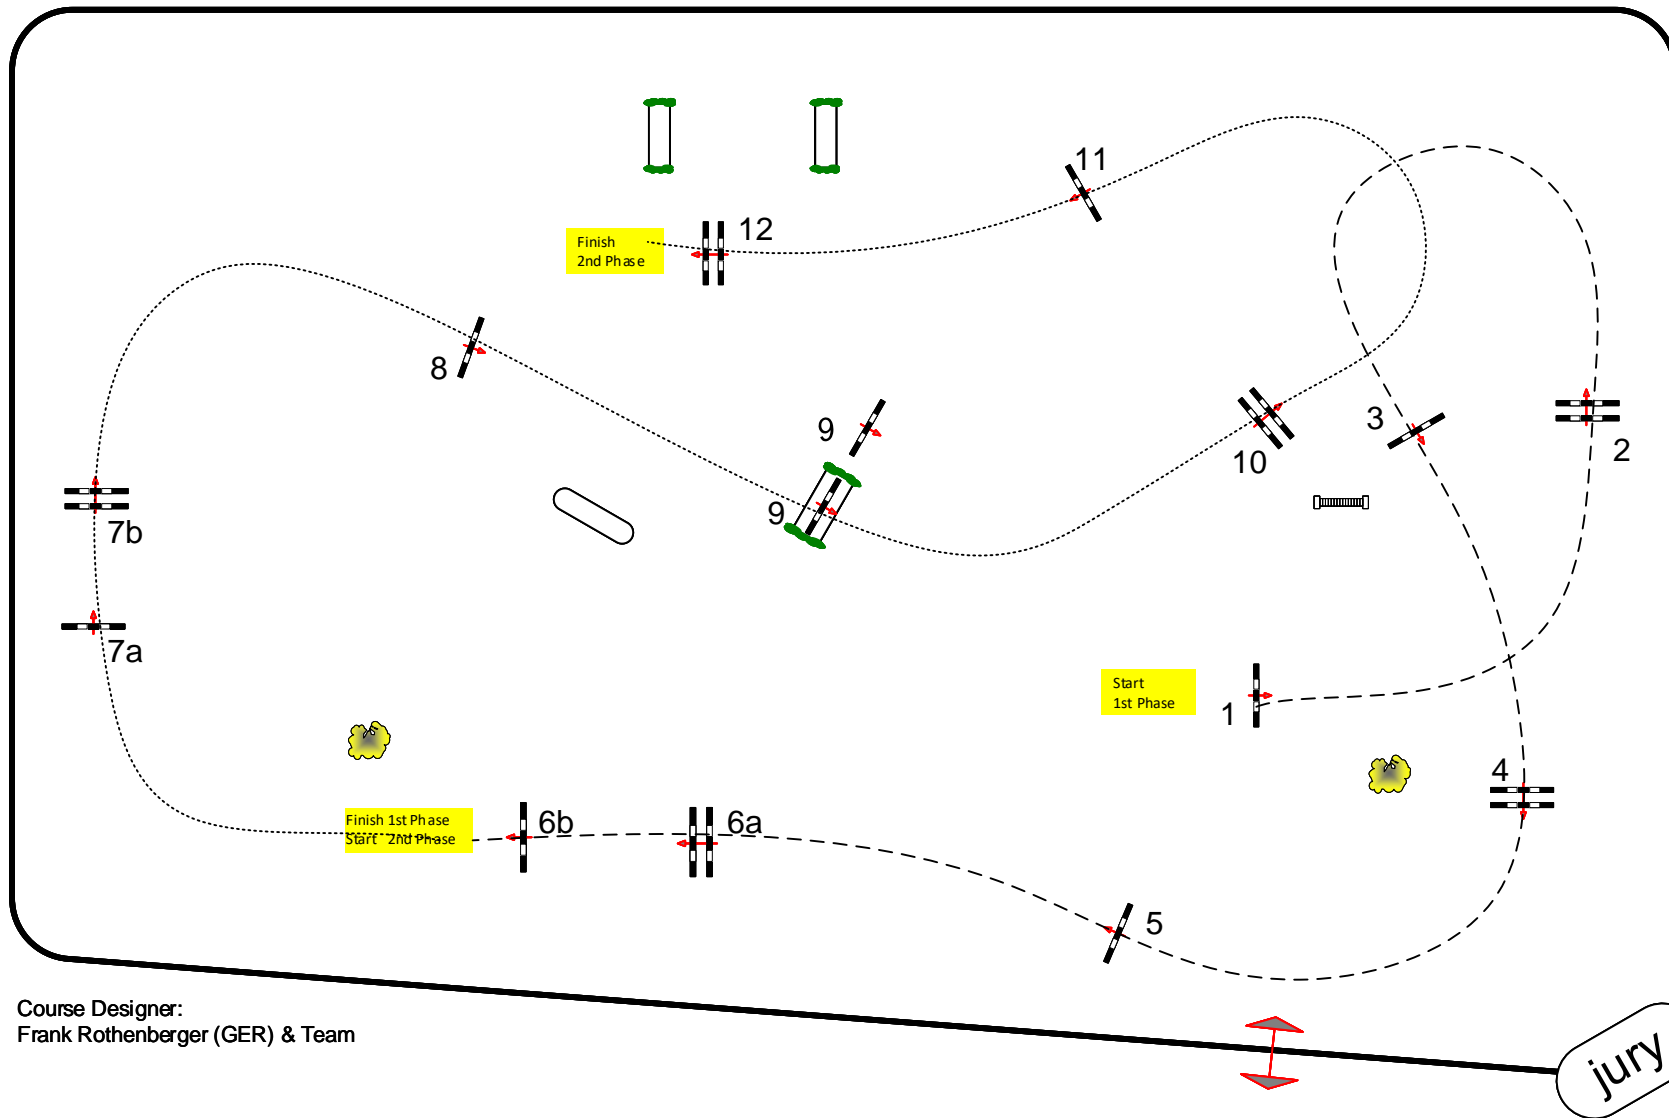 11
12
Finish
2nd Phase
8
9
3
10
2
9
7b
7a
Start
1st Phase
1
4
Finish 1st Phase
Start 2nd Phase
6b
6a
5
Course Designer:
Frank Rothenberger (GER) & Team
jury